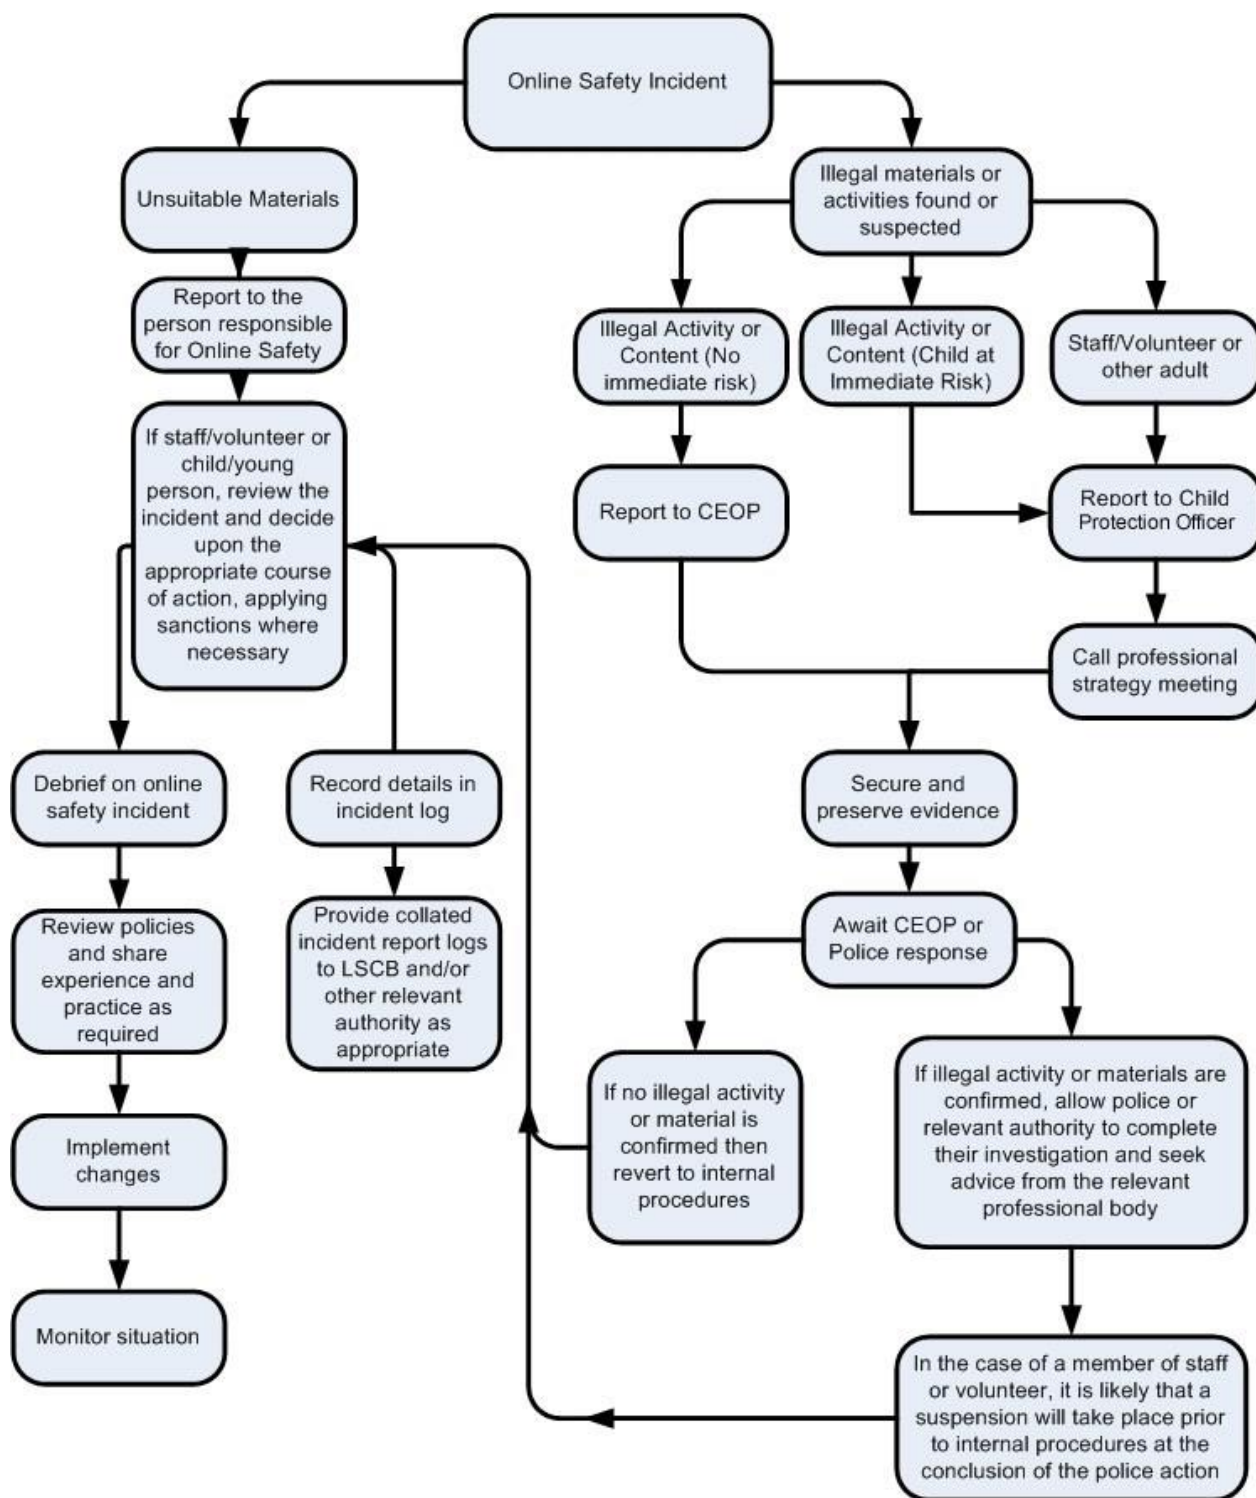 Online Safety Incident
Unsuitable Materials
Report to the
person responsible
for Online Safety
If staff/volunteer or
child/young
person, review the
incident and decide
upon the
appropriate course
of action, applying
sanctions where
necessary
Debrief on online
safety incident
Review policies
and share
experience and
practice as
required
Implement
changes
Monitor situation
Record details in
incident log
Provide collated
incident report logs
to LSCB and/or
other relevant
authority as
appropriate
Illegal materials or
activities found or
suspected
Illegal Activity or
Content (No
immediate risk)
Illegal Activity or
Content (Child at
Immediate Risk)
Staff/Volunteer or
other adult
Report to CEOP
Report to Child
Protection Officer
Call professional
strategy meeting
Secure and
preserve evidence
Await CEOP or
Police response
If no illegal activity
or material is
confirmed then
revert to internal
procedures
If illegal activity or materials are
confirmed, allow police or
relevant authority to complete
their investigation and seek
advice from the relevant
professional body
In the case of a member of staff
or volunteer, it is likely that a
suspension will take place prior
to internal procedures at the
conclusion of the police action